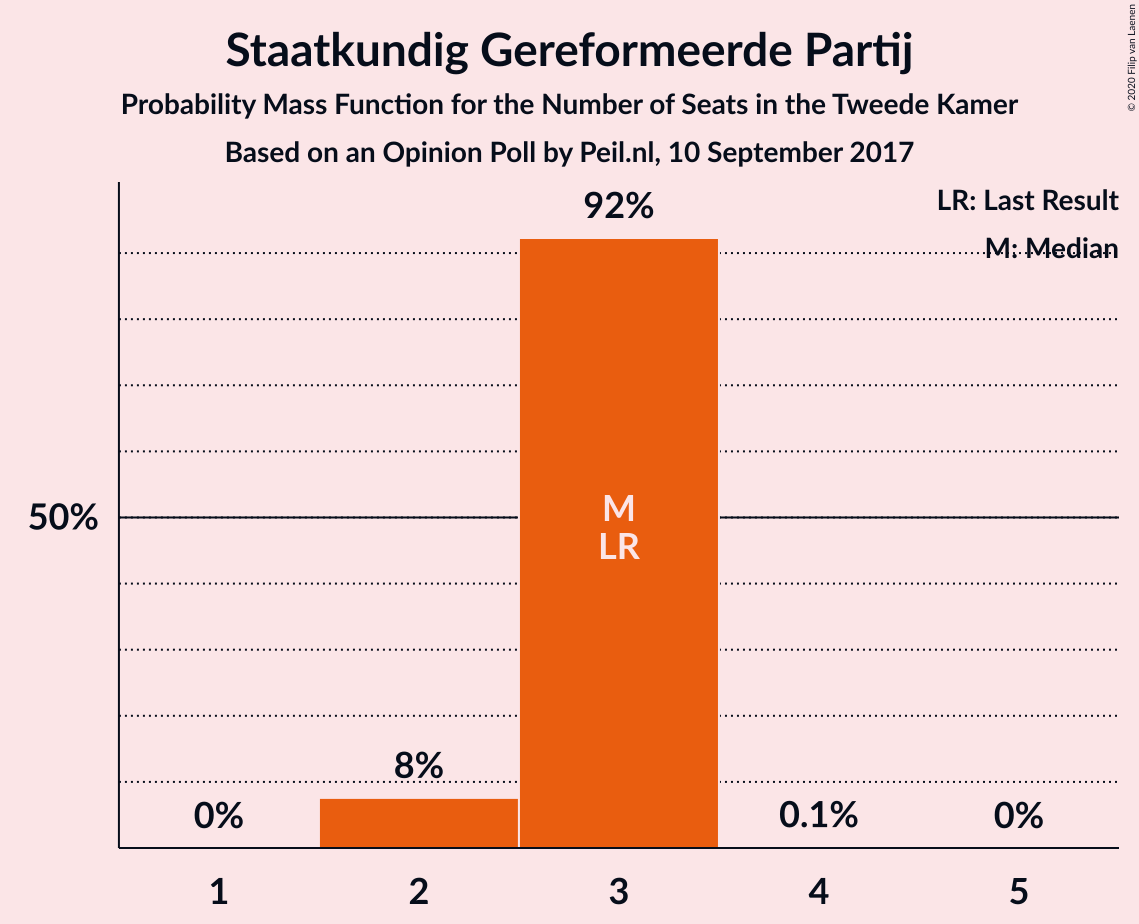 Staatkundig Gereformeerde Partij
Probability Mass Function for the Number of Seats in the Tweede Kamer
Based on an Opinion Poll by Peil.nl, 10 September 2017
© 2020 Filip van Laenen
LR: Last Result
M: Median
92%
50%
M
LR
8%
0%
0.1%
0%
1
2
3
4
5